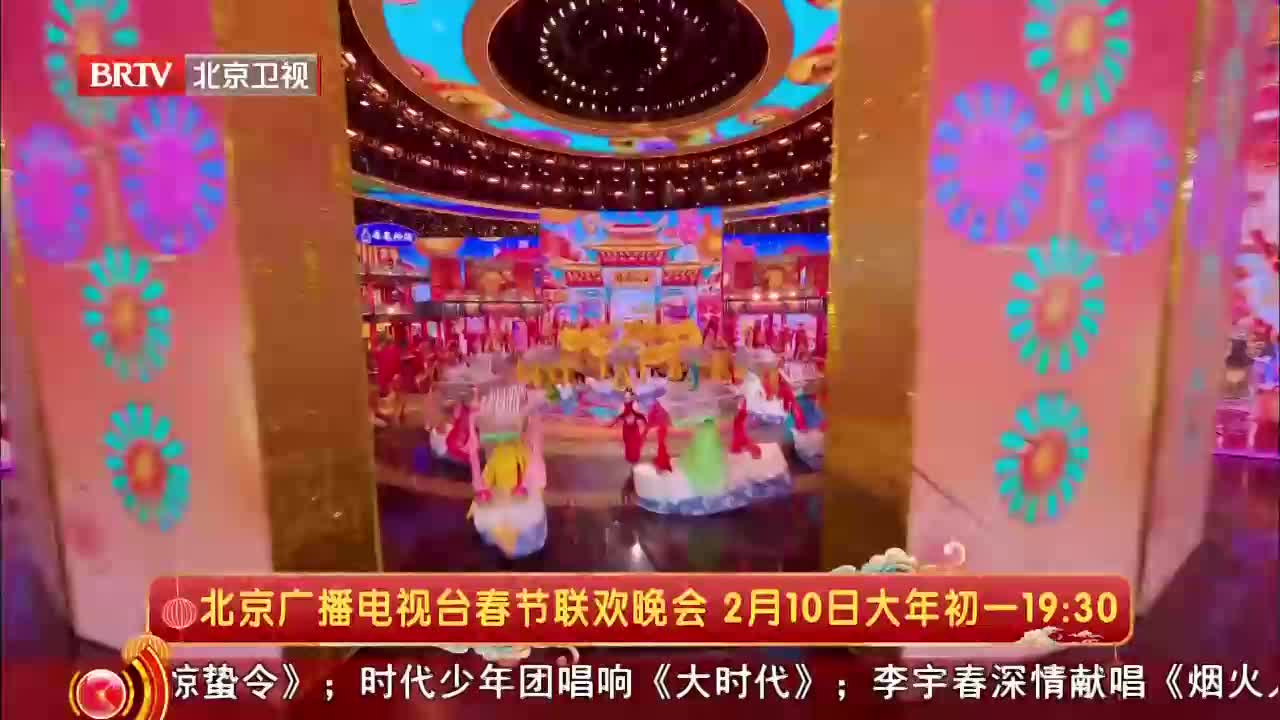 BRTV 北京卫视
北京广播电视台春节联欢晚会 2月10日大年初一19:30
惊蛰令》；时代少年团唱响《大时代》；李宇春深情献唱《烟火人